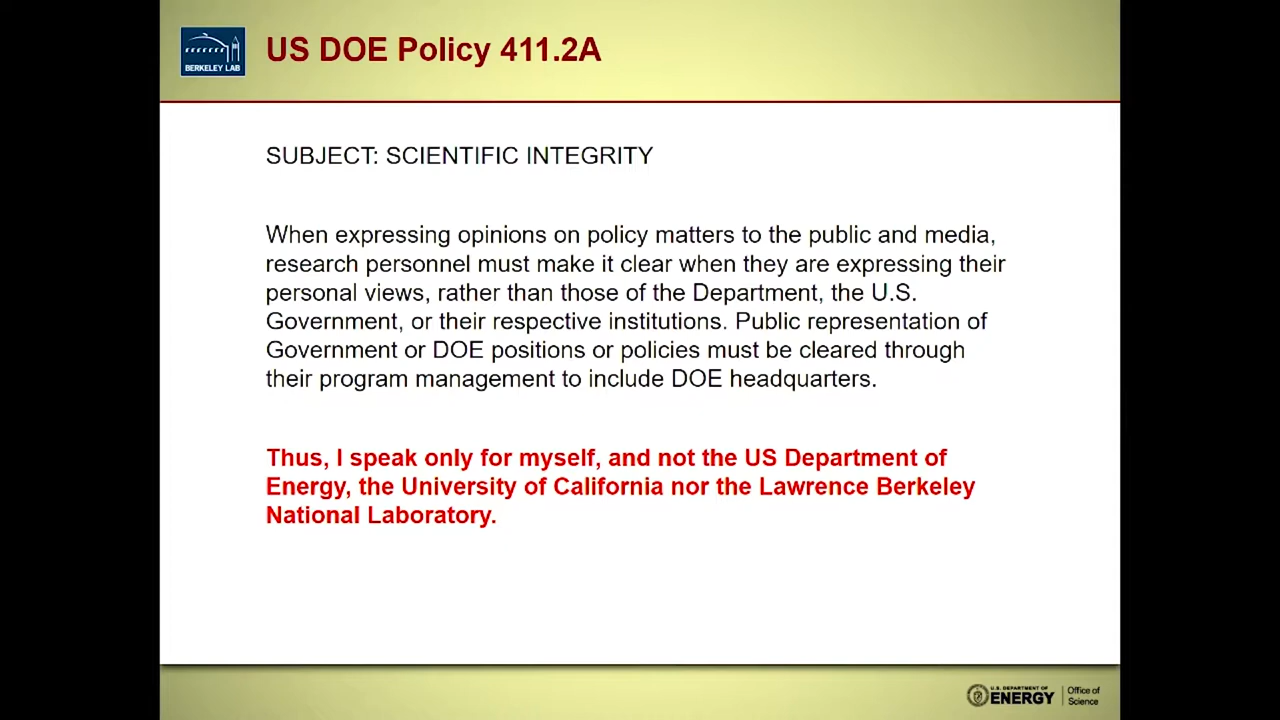 BERKELEY LAB
US DOE Policy 411.2A
SUBJECT: SCIENTIFIC INTEGRITY
When expressing opinions on policy matters to the public and media,
research personnel must make it clear when they are expressing their
personal views, rather than those of the Department, the U.S.
Government, or their respective institutions. Public representation of
Government or DOE positions or policies must be cleared through
their program management to include DOE headquarters.
Thus, I speak only for myself, and not the US Department of
Energy, the University of California nor the Lawrence Berkeley
National Laboratory.
U.S. DEPARTMENT OF
ENERGY
Office of
Science